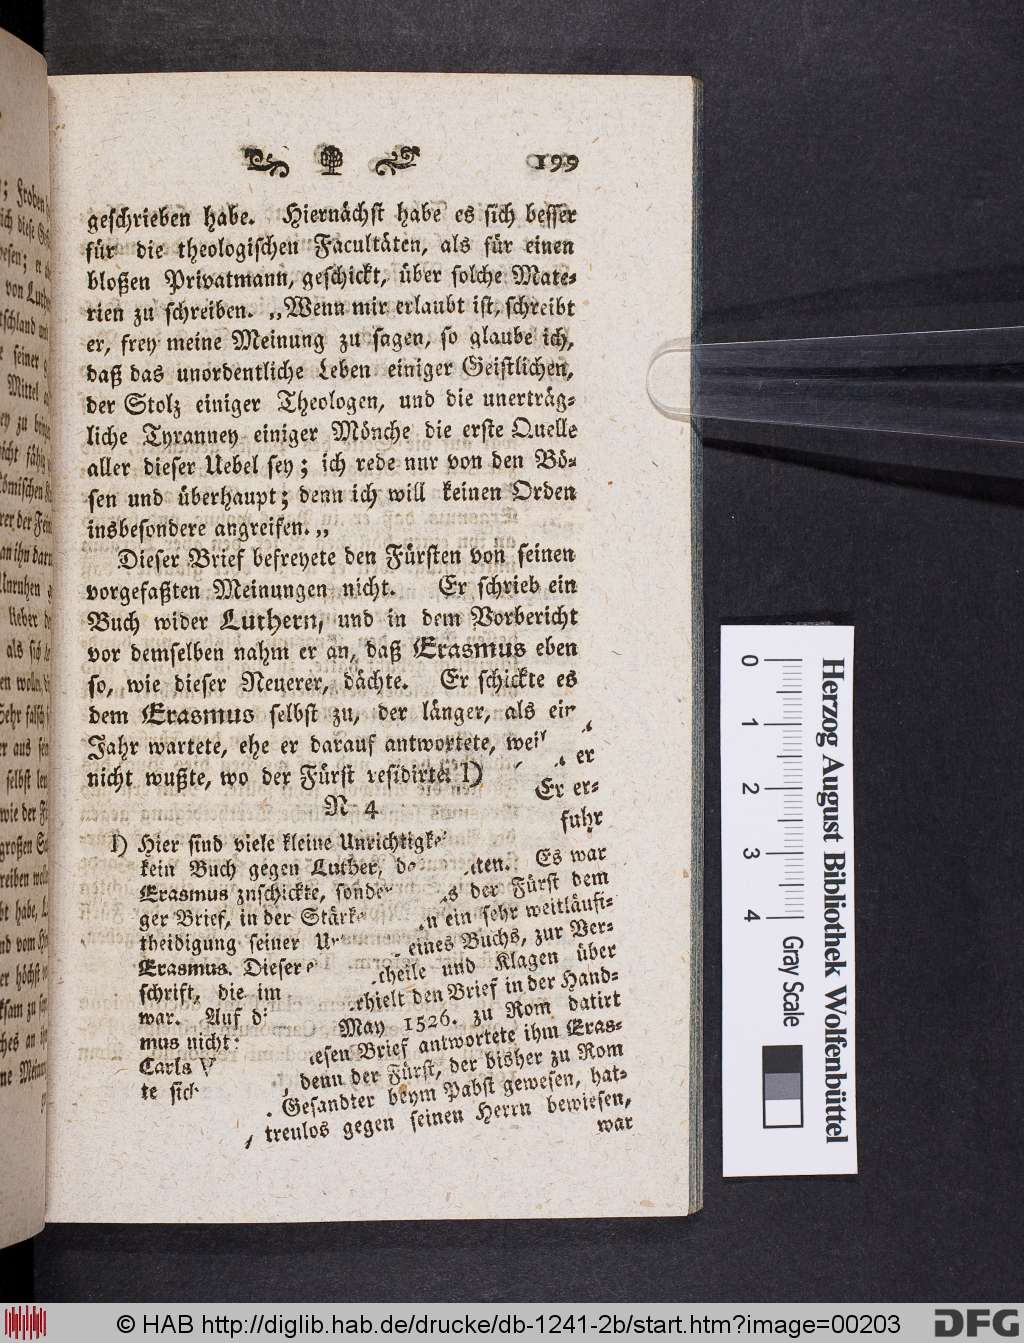 199
geschrieben habe. Hiernächst habe es sich besser
für die theologischen Facultäten, als für einen
bloßen Privatmann, geschickt, über solche Mate-
rien zu schreiben. „Wenn mir erlaubt ist, schreibt
er, frey meine Meinung zu sagen, so glaube ich,
daß das unordentliche Leben einiger Geistlichen,
der Stolz einiger Theologen, und die unerträg-
liche Tyranney einiger Mönche die erste Quelle
aller dieser Uebel sey; ich rede nur von den Bö-
sen und überhaupt; denn ich will keinen Orden
insbesondere angreifen.„
Dieser Brief befreyete den Fürsten von seinen
vorgefaßten Meinungen nicht. Er schrieb ein
Buch wider Luthern, und in dem Vorbericht
vor demselben nahm er an, daß Erasmus eben
so, wie dieser Neuerer, dächte. Er schickte es
dem Erasmus selbst zu, der länger, als ein
Jahr wartete, ehe er darauf antwortete, weil er
nicht wußte, wo der Fürst residirte. l) Er er-
N 4 fuhr
l) Hier sind viele kleine Unrichtigkei
kein Buch gegen Luther, ten. Es war
Erasmus zuschickte, der Fürst dem
ger Brief, in der Stärke ein sehr weitläufi-
theidigung seiner eines Buchs, zur Ver-
Erasmus. Dieser und Klagen über
schrift, die im den Brief in der Hand-
war. Auf May 1526. zu Rom datirt
mus nicht: Brief antwortete ihm Eras-
Carls V denn der Fürst, der bisher zu Rom
te sich Gesandter beym Pabst gewesen, hat-
treulos gegen seinen Herrn bewiesen,
war
0 1 2 3 4
Gray Scale
Herzog August Bibliothek Wolfenbüttel
© HAB http://diglib.hab.de/drucke/db-1241-2b/start.htm?image=00203
DFG